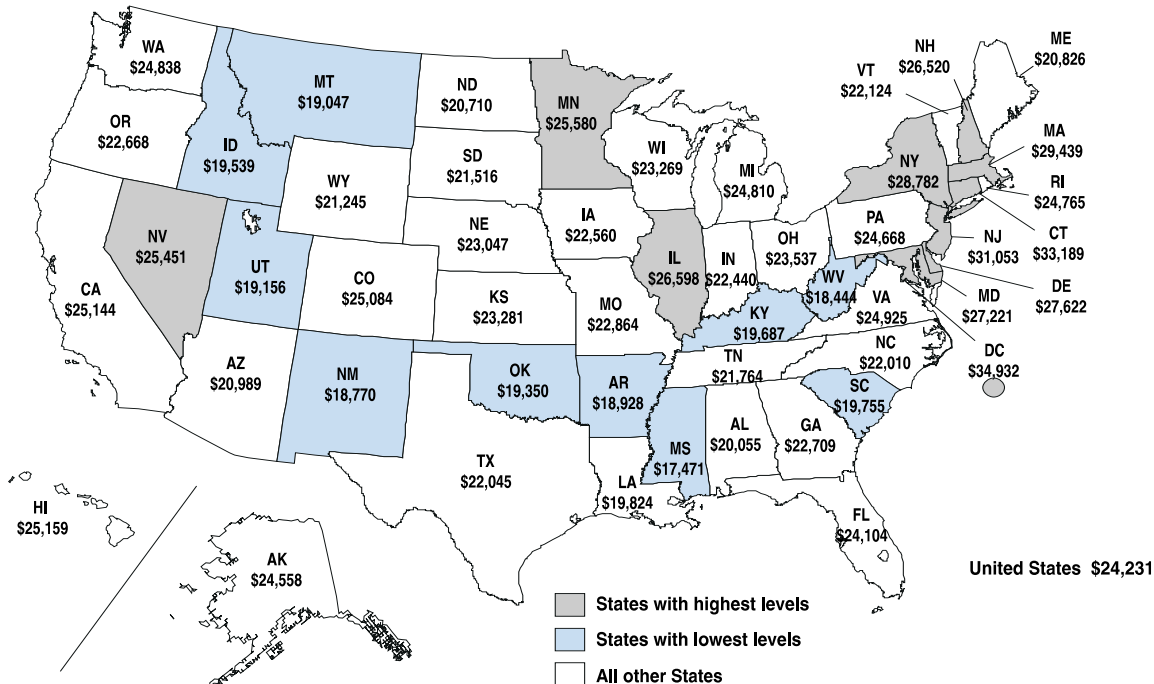 WA
$24,838
MT
$19,047
ND
$20,710
MN
$25,580
NH
$26,520
ME
$20,826
VT
$22,124
OR
$22,668
ID
$19,539
WY
$21,245
SD
$21,516
WI
$23,269
MI
$24,810
NY
$28,782
MA
$29,439
RI
$24,765
CT
$33,189
NJ
$31,053
DE
$27,622
MD
$27,221
DC
$34,932
NV
$25,451
UT
$19,156
CO
$25,084
NE
$23,047
IA
$22,560
IL
$26,598
IN
$22,440
OH
$23,537
PA
$24,668
CA
$25,144
KS
$23,281
MO
$22,864
KY
$19,687
WV
$18,444
VA
$24,925
AZ
$20,989
NM
$18,770
OK
$19,350
AR
$18,928
TN
$21,764
NC
$22,010
SC
$19,755
TX
$22,045
LA
$19,824
MS
$17,471
AL
$20,055
GA
$22,709
FL
$24,104
HI
$25,159
AK
$24,558
United States $24,231
States with highest levels
States with lowest levels
All other States